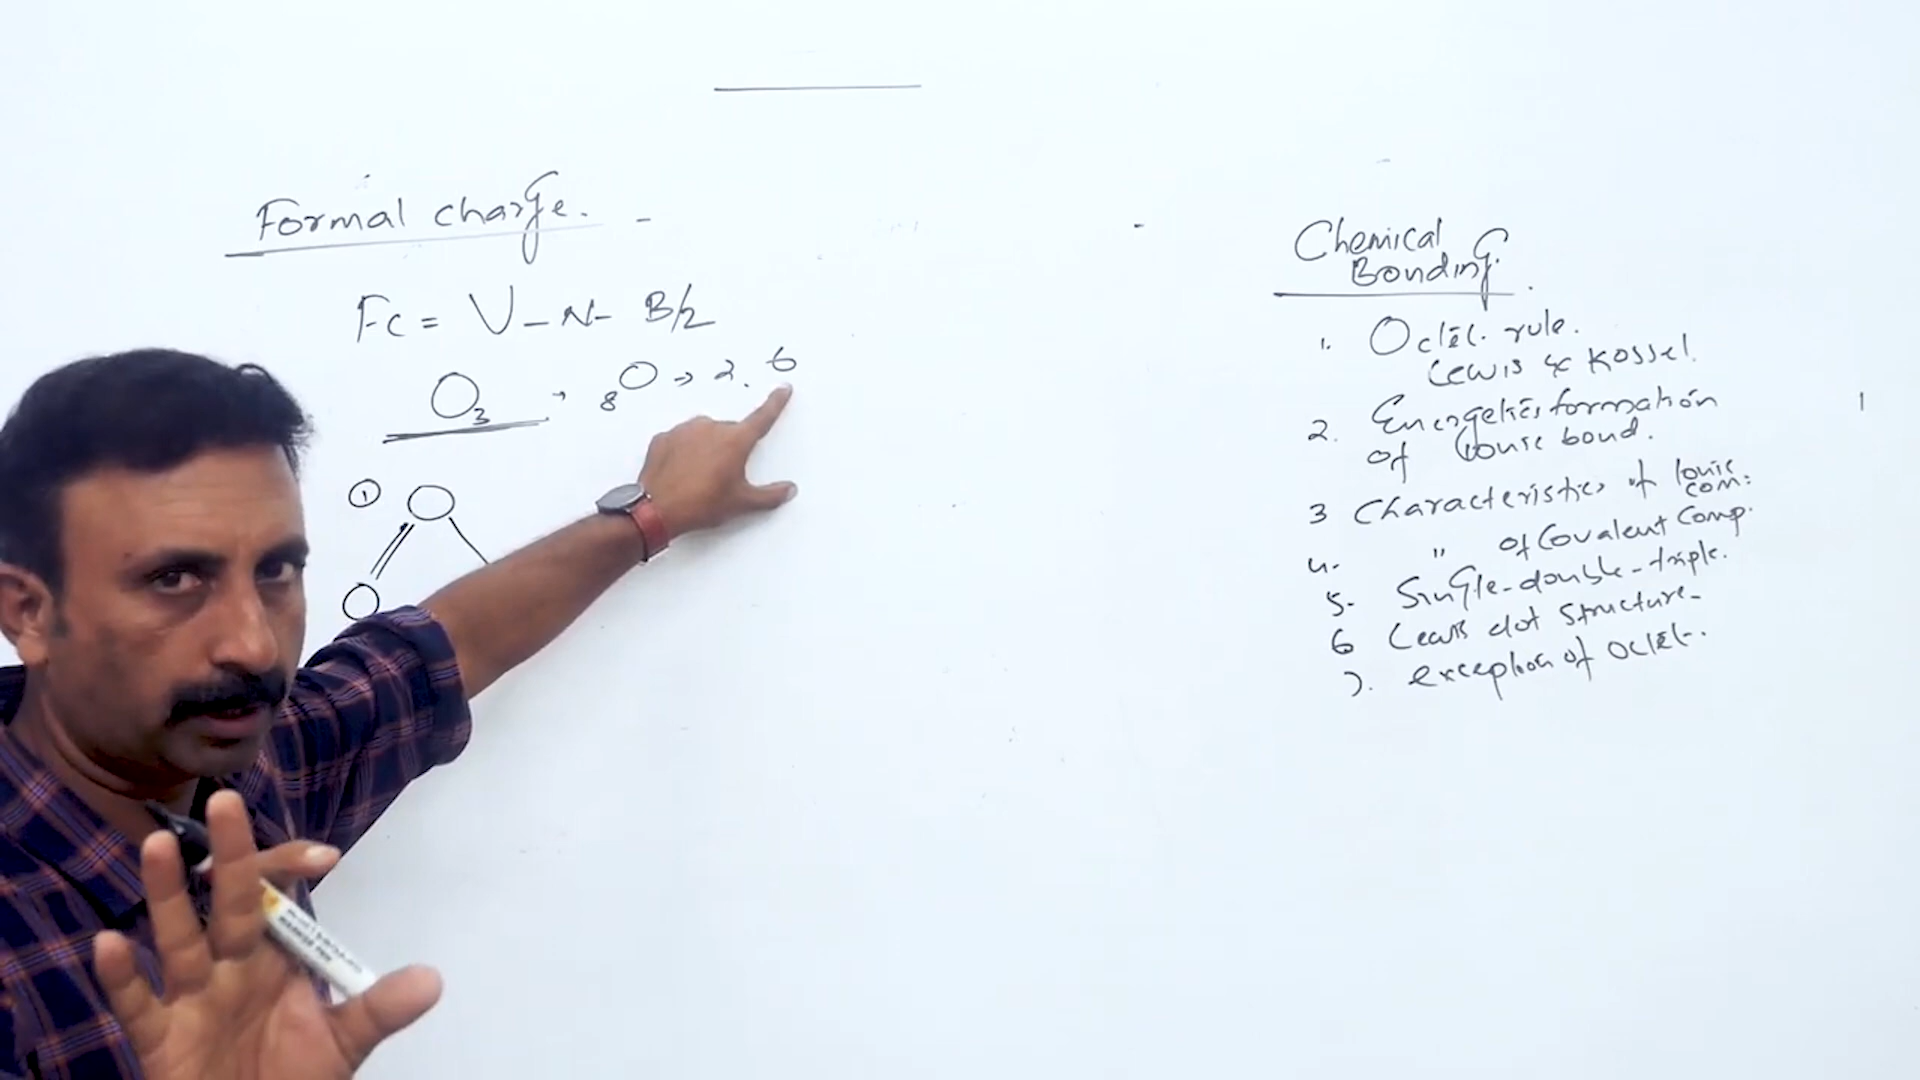 Formal charge.
Fc = V - N - B/2
O3 → 8O → 2. 6
① O
O
Chemical
Bonding.
1. Octet rule.
Lewis & Kossel.
2. Energetics formation
of Ionic bond.
3 Characteristics of Ionic
com:
4. " of Covalent Comp.
5. Single-double-triple.
6 Lewis dot structure-
7. exception of Octet-.